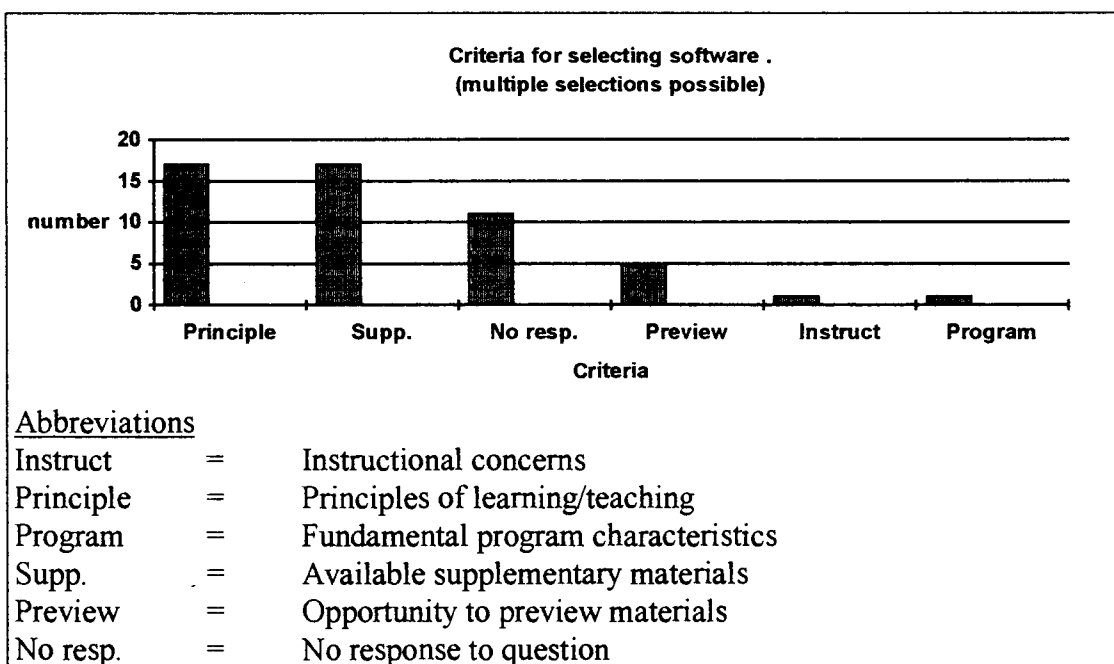 Criteria for selecting software .
(multiple selections possible)
20
15
number 10
5
0
Principle Supp. No resp. Preview Instruct Program
Criteria
Abbreviations
Instruct = Instructional concerns
Principle = Principles of learning/teaching
Program = Fundamental program characteristics
Supp. = Available supplementary materials
Preview = Opportunity to preview materials
No resp. = No response to question